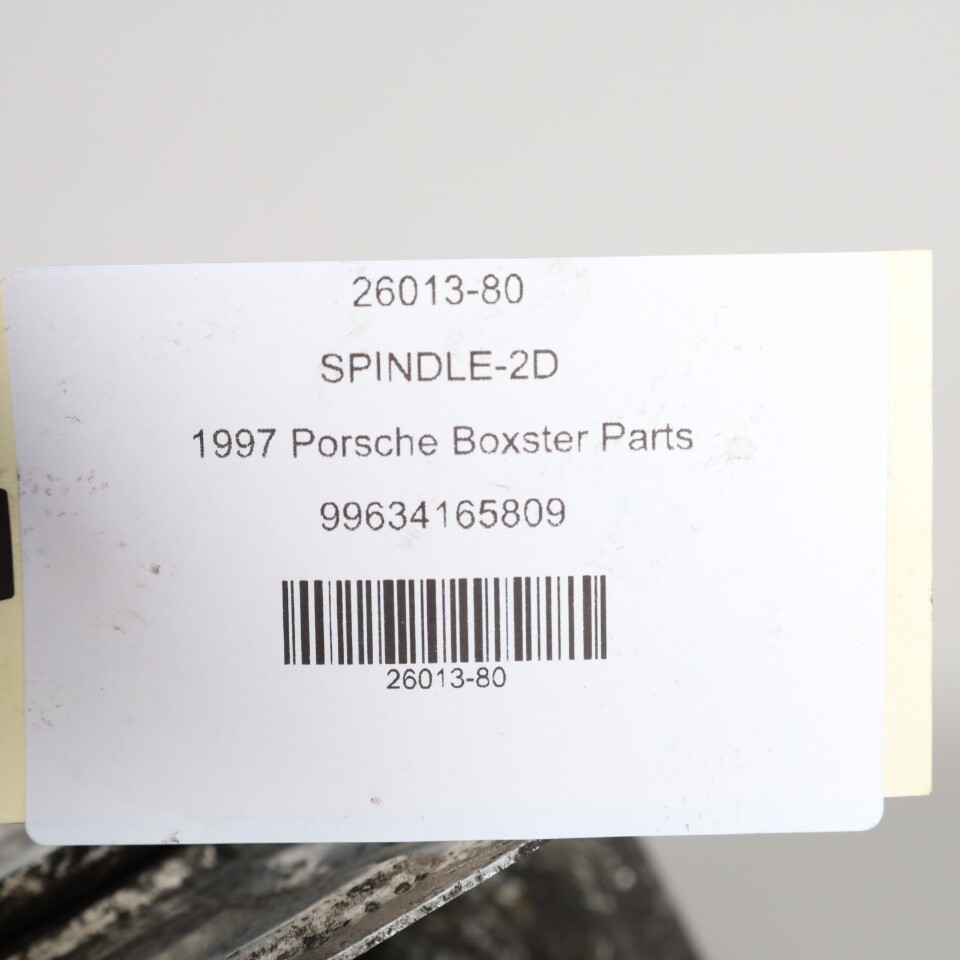 26013-80
SPINDLE-2D
1997 Porsche Boxster Parts
99634165809
26013-80